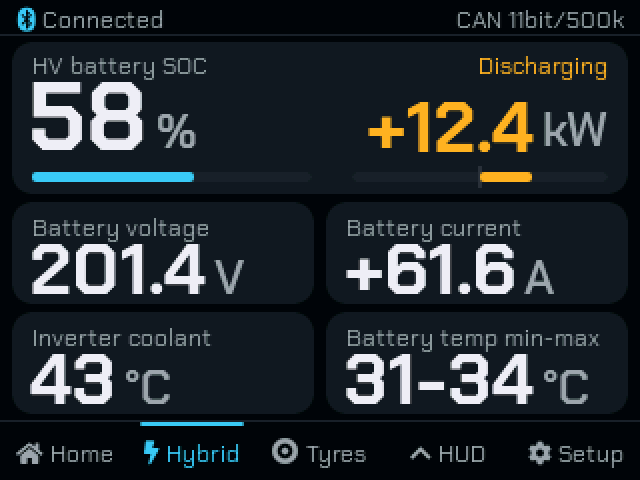 Connected CAN 11bit/500k
HV battery SOC Discharging
58 % +12.4 kW
Battery voltage Battery current
201.4 V +61.6 A
Inverter coolant Battery temp min-max
43 °C 31-34 °C
Home Hybrid Tyres HUD Setup